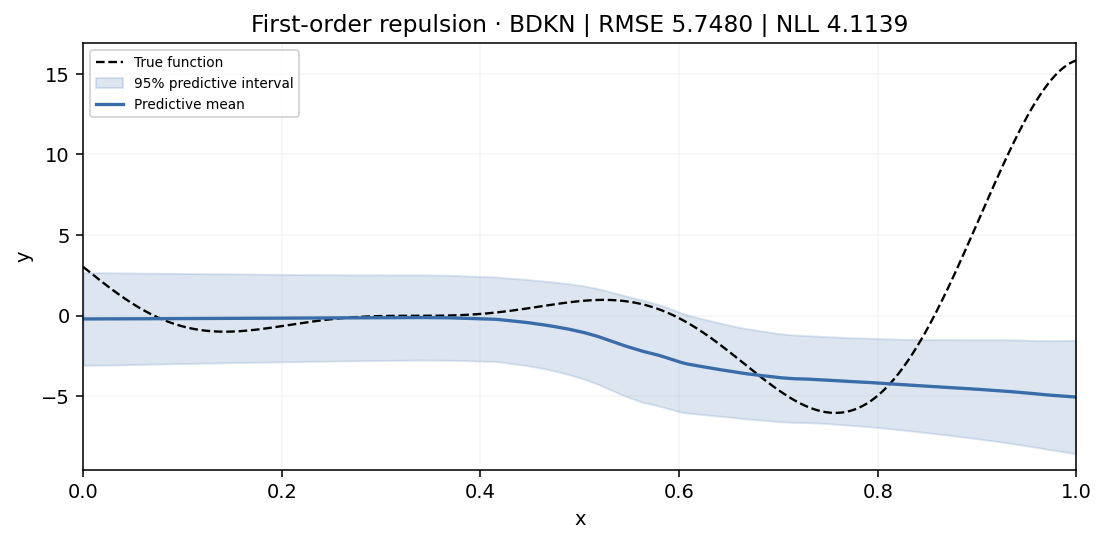 First-order repulsion · BDKN | RMSE 5.7480 | NLL 4.1139
True function
95% predictive interval
Predictive mean
15
10
5
0
−5
y
0.0 0.2 0.4 0.6 0.8 1.0
x